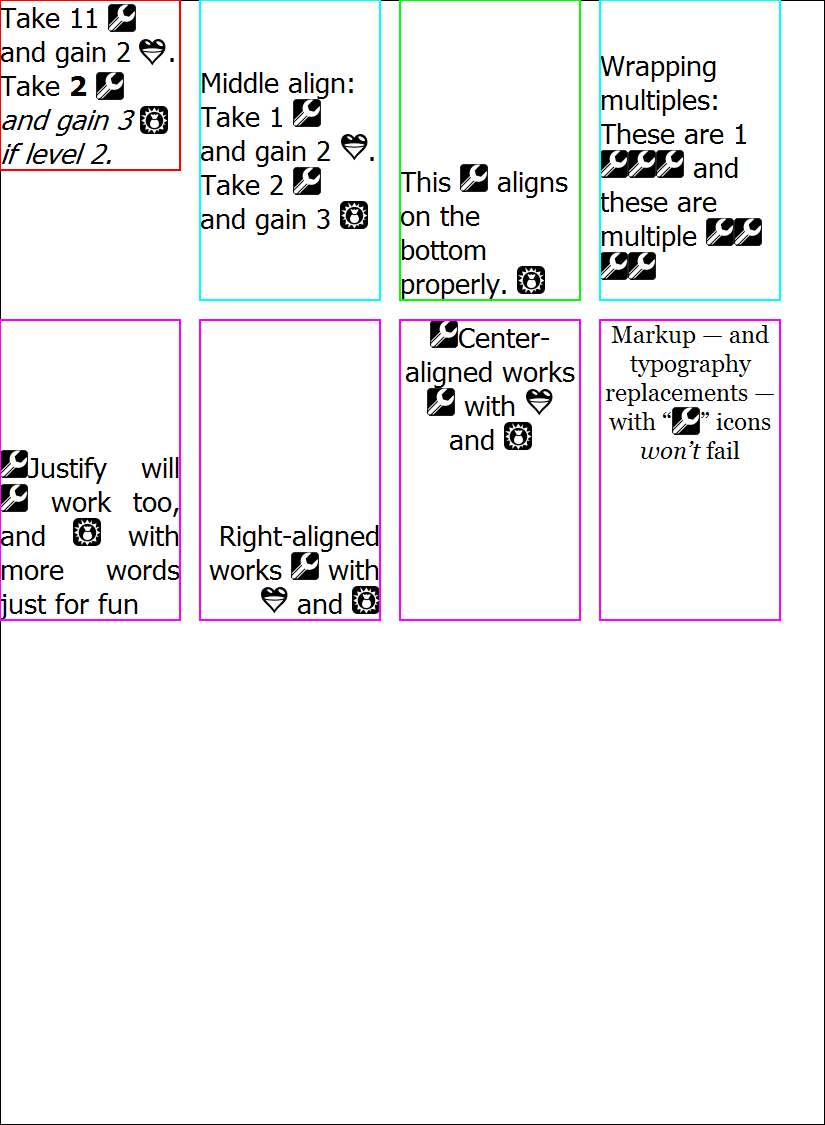 Take 11
and gain 2 .
Take 2
and gain 3
if level 2.
Middle align:
Take 1
and gain 2 .
Take 2
and gain 3
This aligns
on the
bottom
properly.
Wrapping
multiples:
These are 1
and
these are
multiple
Justify will
work too,
and with
more words
just for fun
Right-aligned
works with
and
Center-
aligned works
with
and
Markup — and
typography
replacements —
with “ ” icons
won’t fail